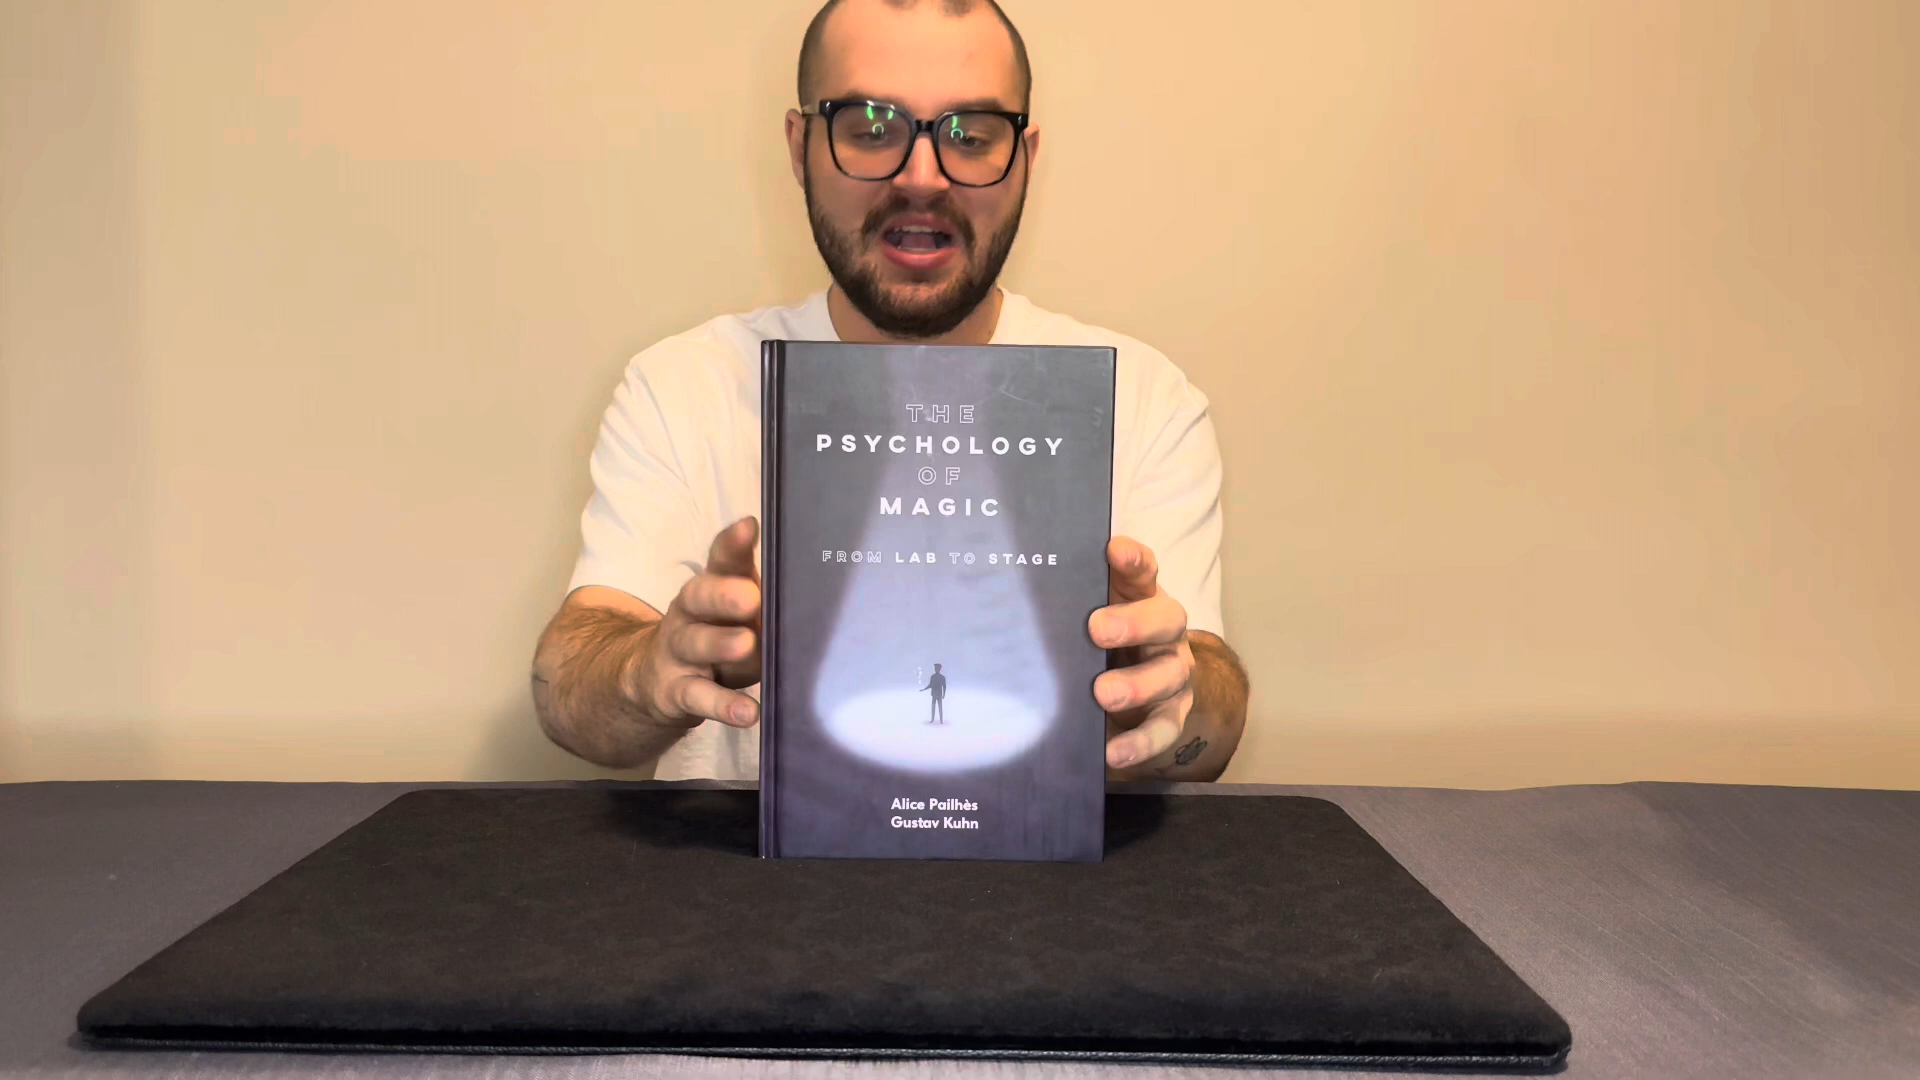 THE
PSYCHOLOGY
OF
MAGIC
FROM LAB TO STAGE
Alice Pailhès
Gustav Kuhn